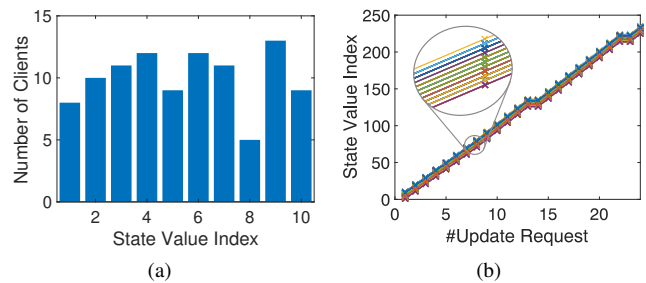 15
10
5
0
Number of Clients
2 4 6 8 10
State Value Index
(a)
250
200
150
100
50
0
State Value Index
0 5 10 15 20
#Update Request
(b)